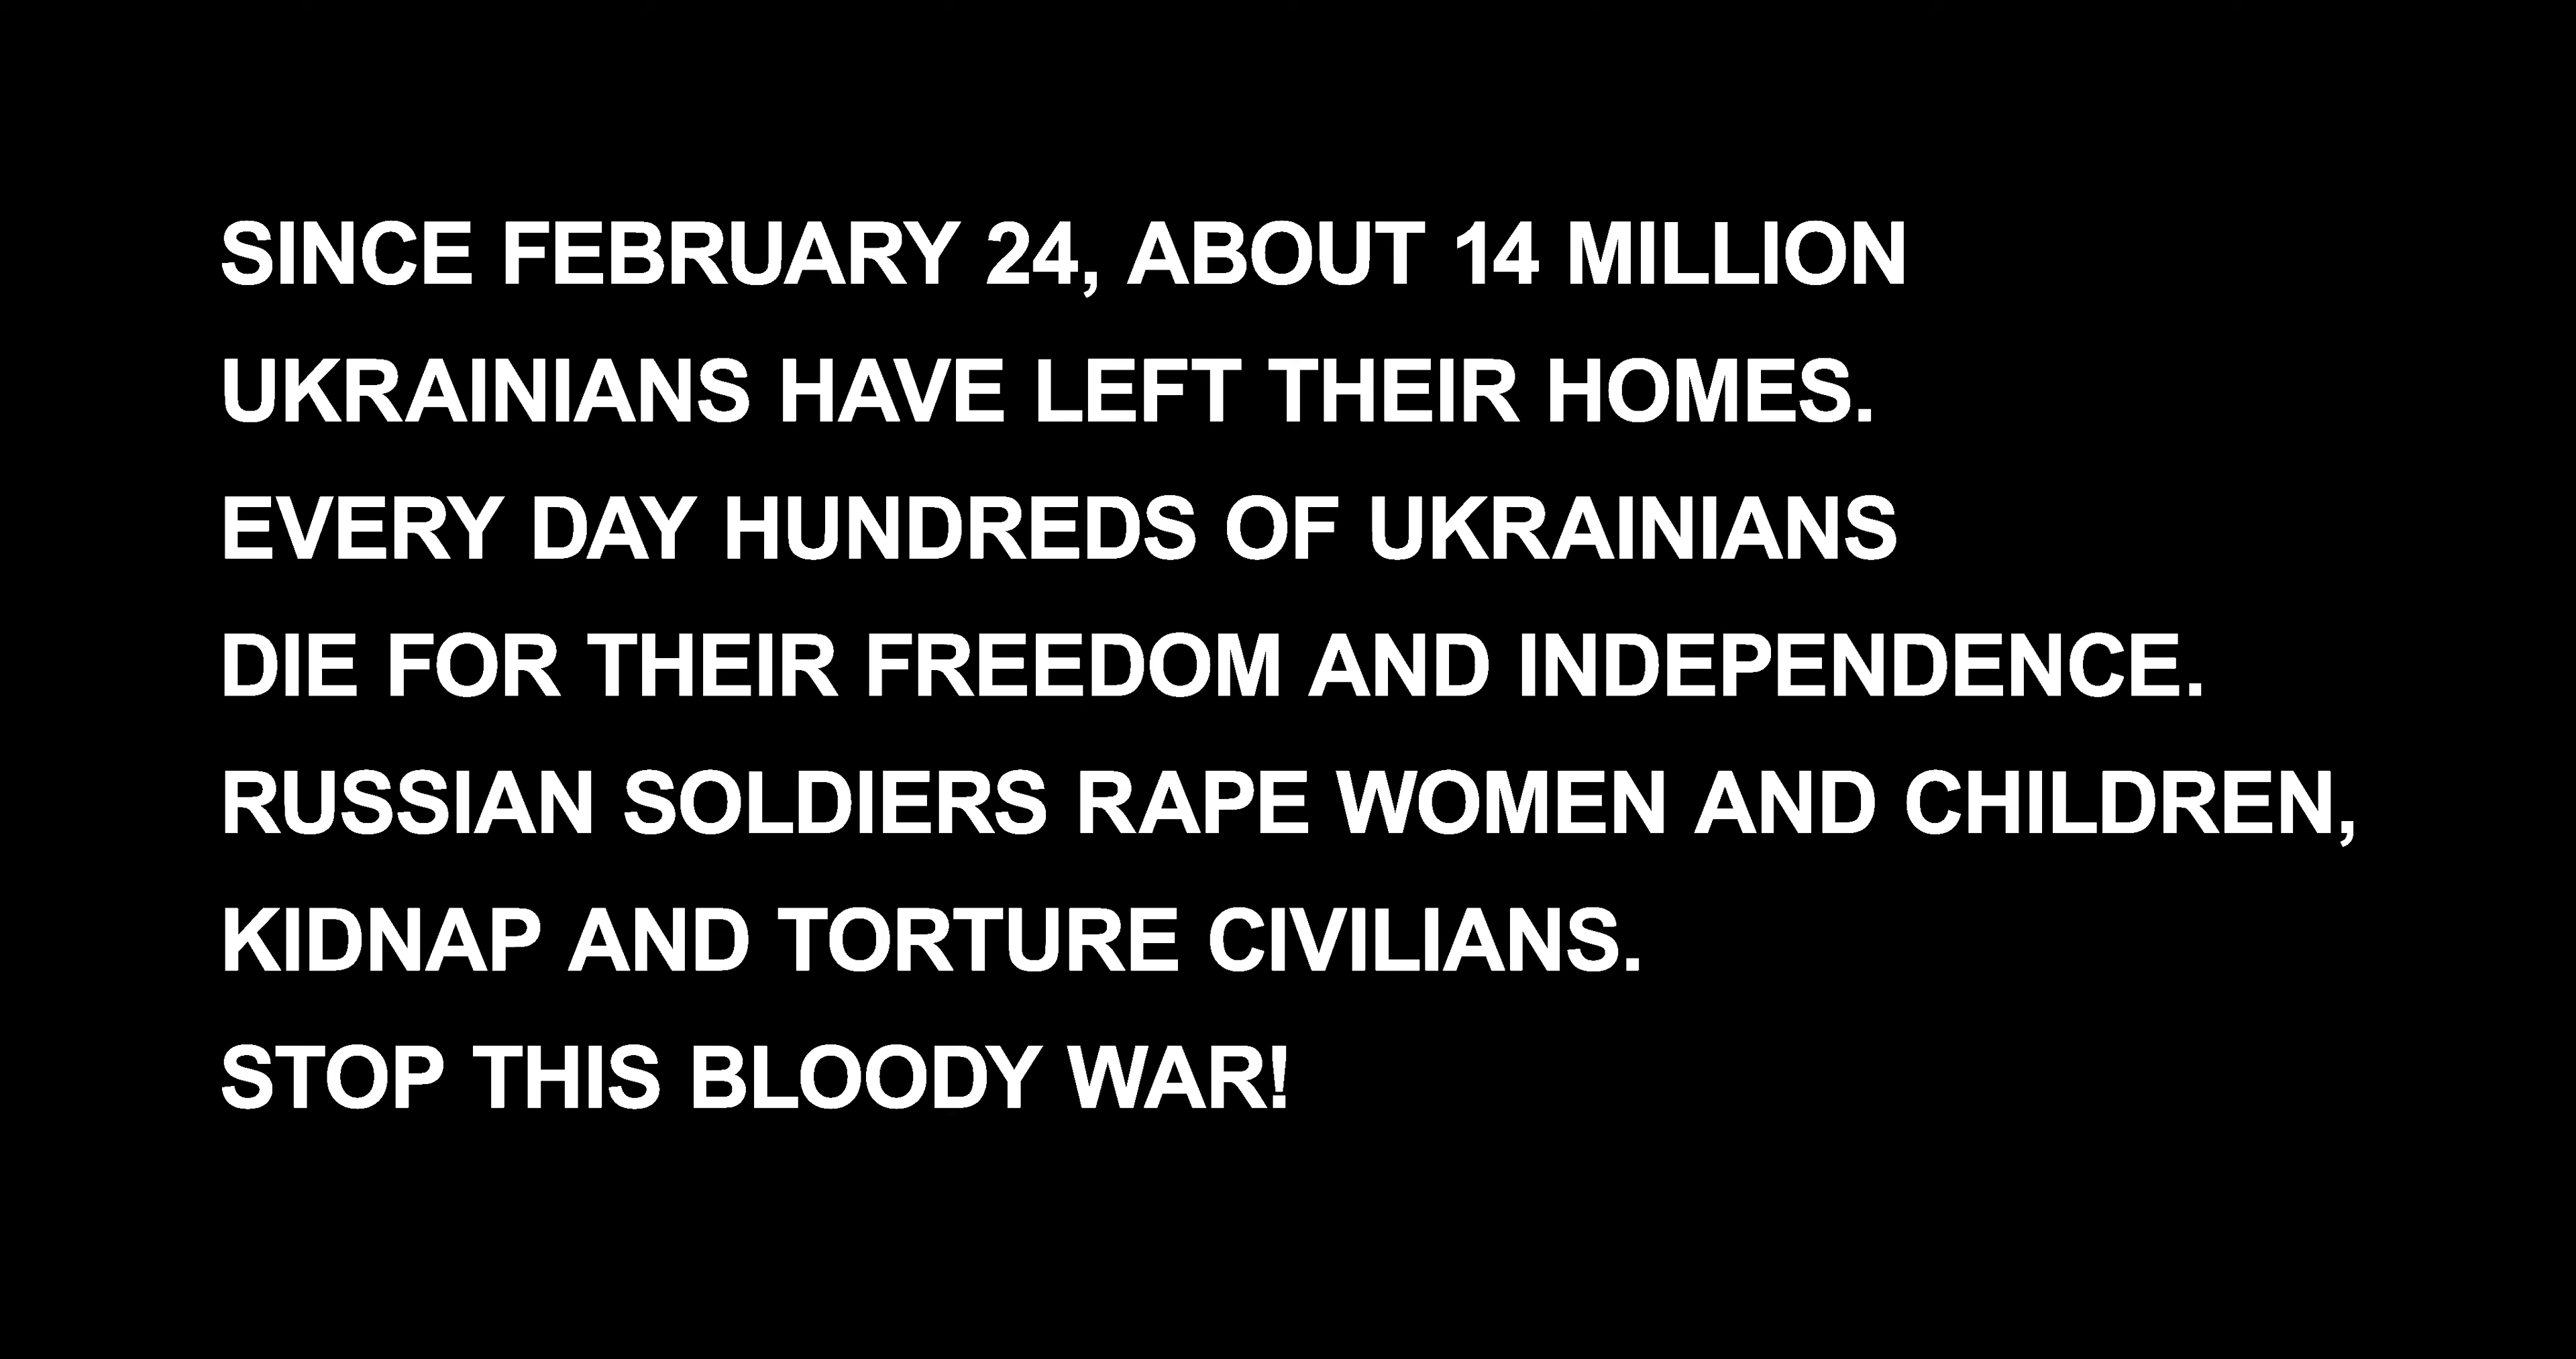 SINCE FEBRUARY 24, ABOUT 14 MILLION
UKRAINIANS HAVE LEFT THEIR HOMES.
EVERY DAY HUNDREDS OF UKRAINIANS
DIE FOR THEIR FREEDOM AND INDEPENDENCE.
RUSSIAN SOLDIERS RAPE WOMEN AND CHILDREN,
KIDNAP AND TORTURE CIVILIANS.
STOP THIS BLOODY WAR!